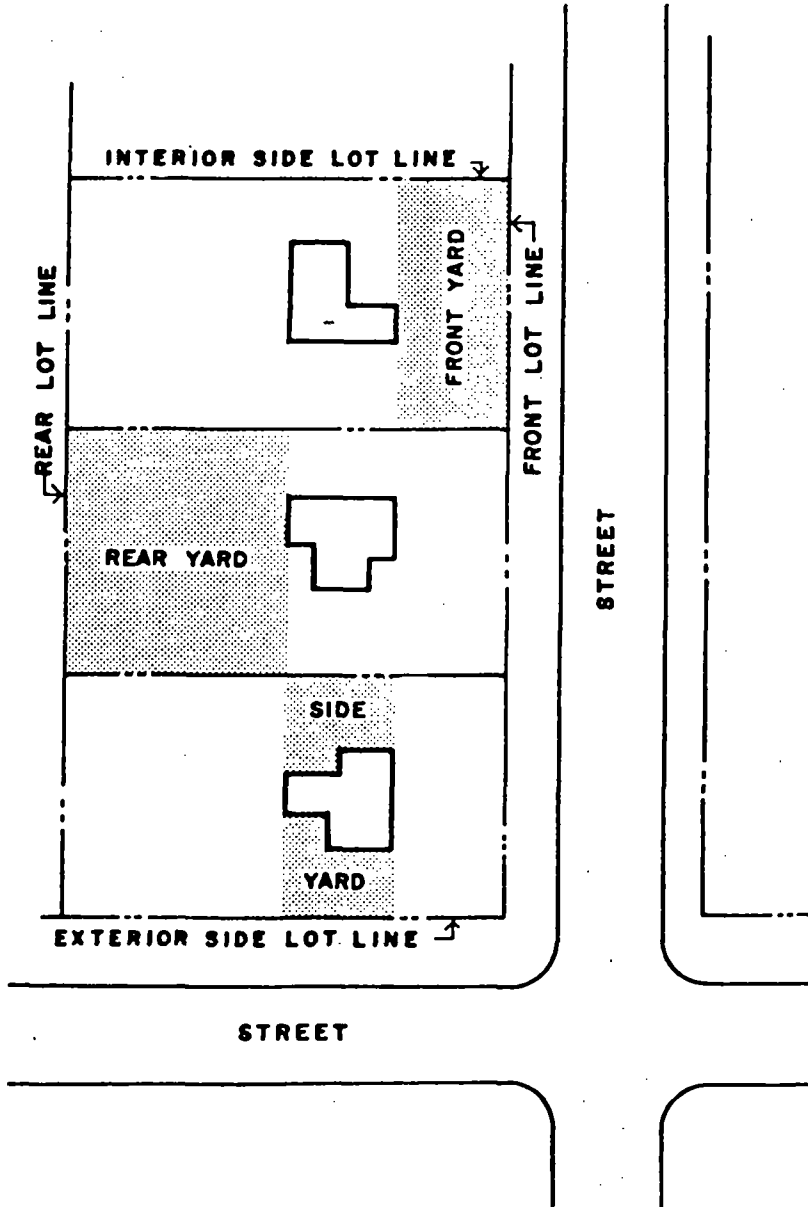 INTERIOR SIDE LOT LINE
REAR LOT LINE
FRONT YARD
FRONT LOT LINE
REAR YARD
STREET
SIDE
YARD
EXTERIOR SIDE LOT LINE
STREET